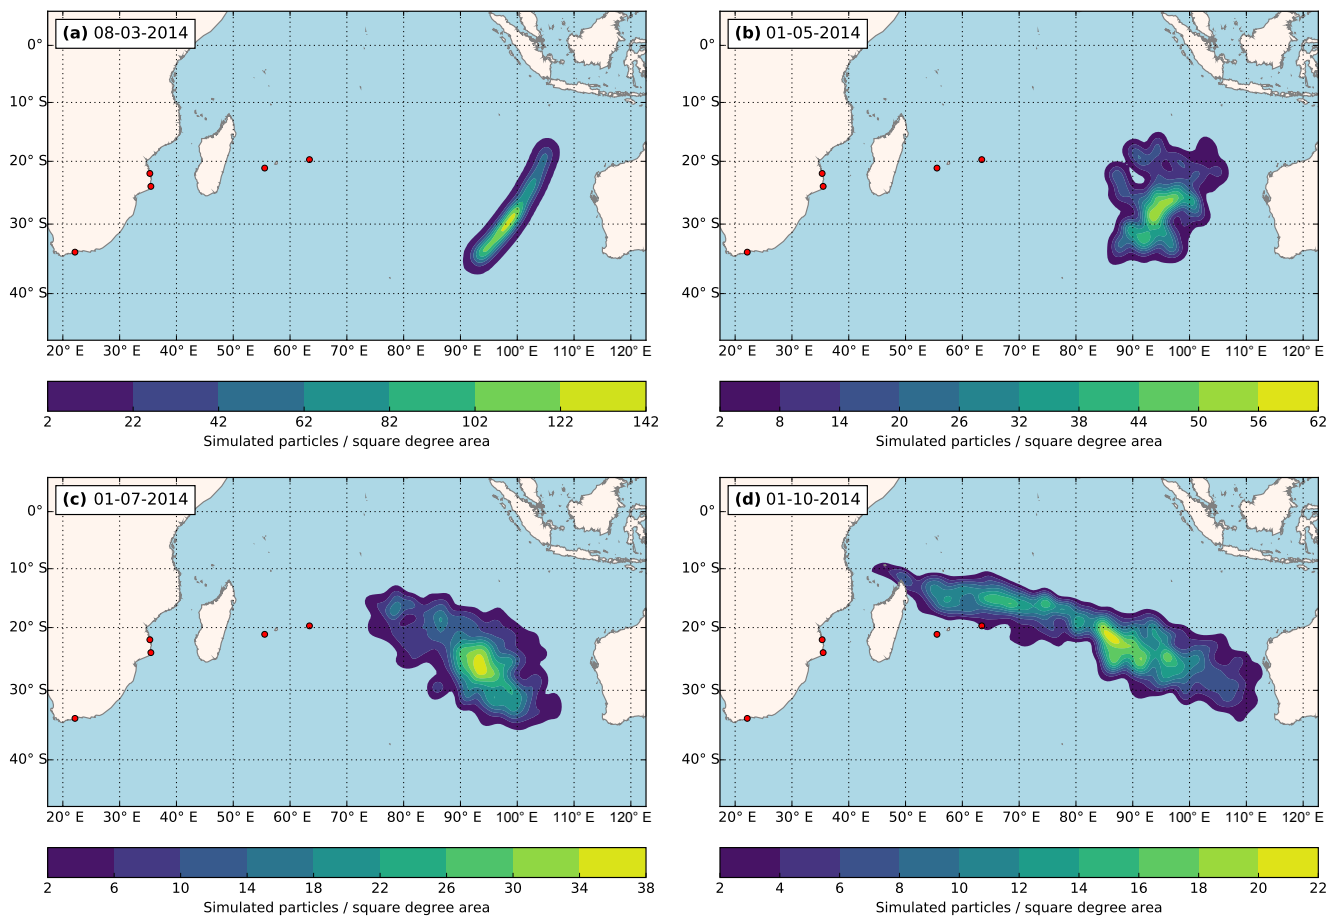 (a) 08-03-2014
0°
10° S
20° S
30° S
40° S
20° E 30° E 40° E 50° E 60° E 70° E 80° E 90° E 100° E 110° E 120° E
2 22 42 62 82 102 122 142
Simulated particles / square degree area
(b) 01-05-2014
0°
10° S
20° S
30° S
40° S
20° E 30° E 40° E 50° E 60° E 70° E 80° E 90° E 100° E 110° E 120° E
2 8 14 20 26 32 38 44 50 56 62
Simulated particles / square degree area
(c) 01-07-2014
0°
10° S
20° S
30° S
40° S
20° E 30° E 40° E 50° E 60° E 70° E 80° E 90° E 100° E 110° E 120° E
2 6 10 14 18 22 26 30 34 38
Simulated particles / square degree area
(d) 01-10-2014
0°
10° S
20° S
30° S
40° S
20° E 30° E 40° E 50° E 60° E 70° E 80° E 90° E 100° E 110° E 120° E
2 4 6 8 10 12 14 16 18 20 22
Simulated particles / square degree area